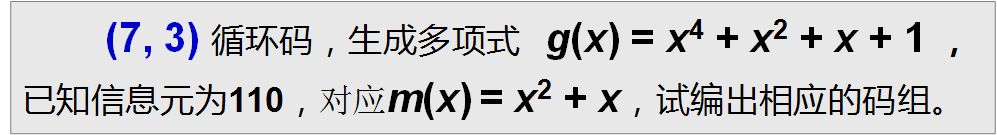 (7, 3) 循环码，生成多项式 g(x) = x⁴ + x² + x + 1 ，
已知信息元为110，对应m(x) = x² + x，试编出相应的码组。